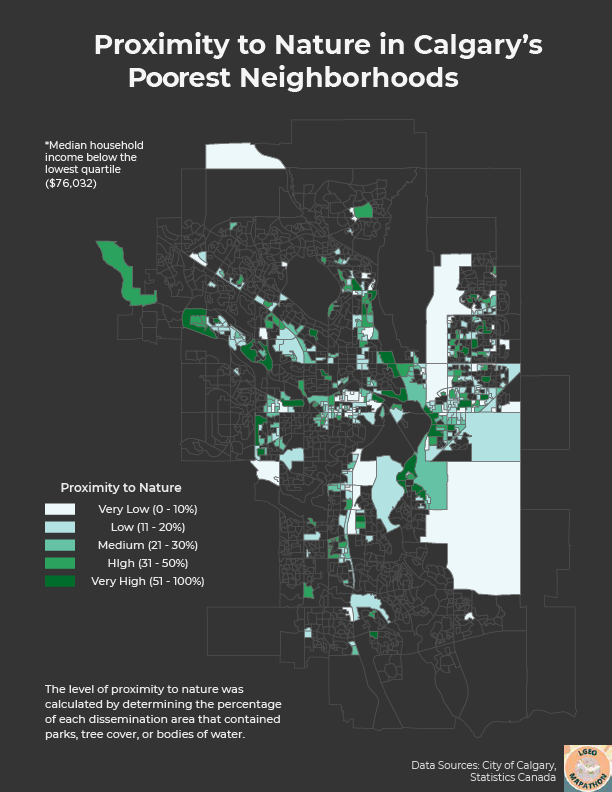 Proximity to Nature in Calgary's
Poorest Neighborhoods
*Median household
income below the
lowest quartile
($76,032)
Proximity to Nature
Very Low (0 - 10%)
Low (11 - 20%)
Medium (21 - 30%)
HIgh (31 - 50%)
Very High (51 - 100%)
The level of proximity to nature was
calculated by determining the percentage
of each dissemination area that contained
parks, tree cover, or bodies of water.
Data Sources: City of Calgary,
Statistics Canada
LGEO
MAPATHON